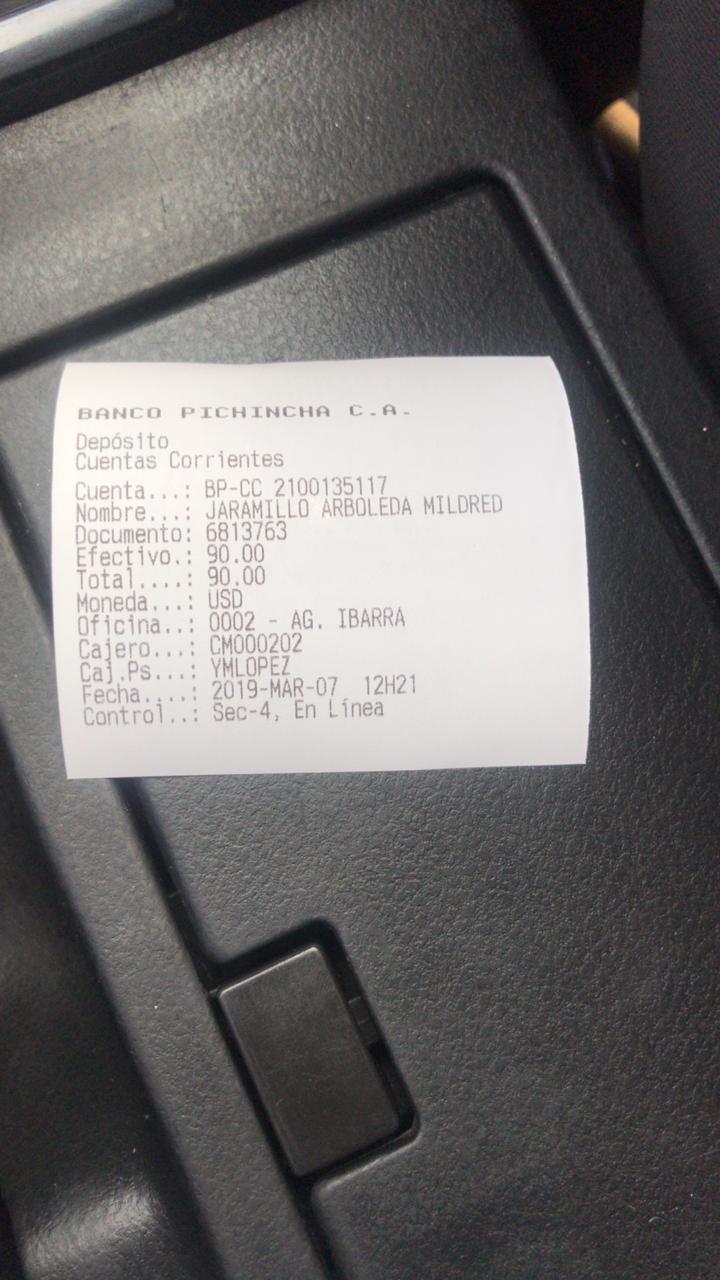 BANCO PICHINCHA C.A.
Depósito
Cuentas Corrientes
Cuenta...: BP-CC 2100135117
Nombre...: JARAMILLO ARBOLEDA MILDRED
Documento: 6813763
Efectivo.: 90.00
Total....: 90.00
Moneda...: USD
Oficina..: 0002 - AG. IBARRA
Cajero...: CM000202
Caj.Ps...: YMLOPEZ
Fecha....: 2019-MAR-07 12H21
Control..: Sec-4, En Línea